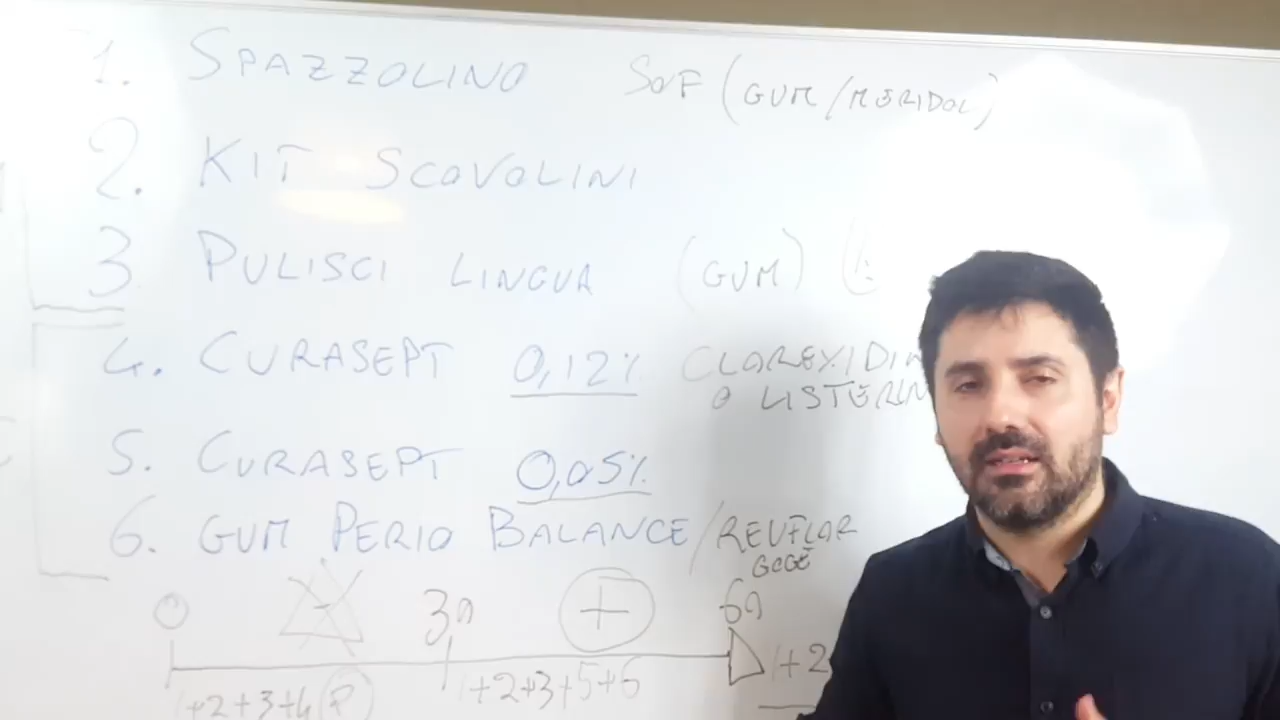 1. SPAZZOLINO SOF (GUM/MERIDOL)
2. KIT SCOVOLINI
3 PULISCI LINGUA (GUM)
4. CURASEPT 0,12% CLOREXIDIN
O LISTERIN
5. CURASEPT 0,05%
6. GUM PERIO BALANCE/REUFLOR
GOCCE
0 3n + 6n
1+2+3+4 P 1+2+3+5+6 1+2